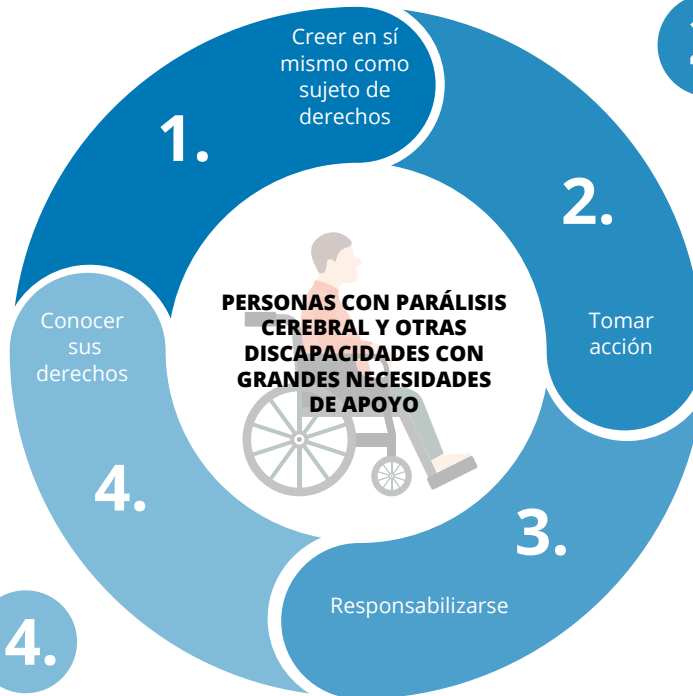 Creer en sí
mismo como
sujeto de
derechos
1.
2.
Tomar
acción
PERSONAS CON PARÁLISIS
CEREBRAL Y OTRAS
DISCAPACIDADES CON
GRANDES NECESIDADES
DE APOYO
Conocer
sus
derechos
4.
3.
Responsabilizarse
4.